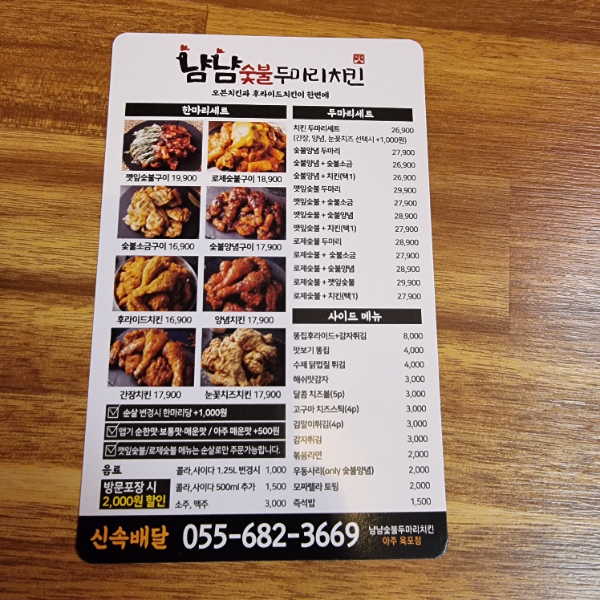 냠냠숯불두마리치킨
맛
오븐치킨과 후라이드치킨이 한번에
한마리세트
깻잎숯불구이 19,900
로제숯불구이 18,900
숯불소금구이 16,900
숯불양념구이 17,900
후라이드치킨 16,900
양념치킨 17,900
간장치킨 17,900
눈꽃치즈치킨 17,900
순살 변경시 한마리당 +1,000원
맵기 순한맛·보통맛·매운맛 / 아주 매운맛 +500원
깻잎숯불/로제숯불 메뉴는 순살로만 주문가능합니다.
음료
콜라,사이다 1.25L 변경시 1,000
콜라,사이다 500ml 추가 1,500
소주, 맥주 3,000
방문포장 시
2,000원 할인
두마리세트
치킨 두마리세트 26,900
(간장, 양념, 눈꽃치즈 선택시 +1,000원)
숯불양념 두마리 27,900
숯불양념 + 숯불소금 26,900
숯불양념 + 치킨(택1) 26,900
깻잎숯불 두마리 29,900
깻잎숯불 + 숯불소금 27,900
깻잎숯불 + 숯불양념 28,900
깻잎숯불 + 치킨(택1) 27,900
로제숯불 두마리 28,900
로제숯불 + 숯불소금 27,900
로제숯불 + 숯불양념 28,900
로제숯불 + 깻잎숯불 29,900
로제숯불 + 치킨(택1) 27,900
사이드 메뉴
똥집후라이드+감자튀김 8,000
맛보기 똥집 4,000
수제 닭껍질 튀김 4,000
해쉬맛감자 3,000
달콤 치즈볼(5p) 3,000
고구마 치즈스틱(4p) 3,000
김말이튀김(4p) 3,000
감자튀김 3,000
볶음라면 2,000
우동사리(only 숯불양념) 2,000
모짜렐라 토핑 2,000
즉석밥 1,500
신속배달 055-682-3669
냠냠숯불두마리치킨
아주 옥포점